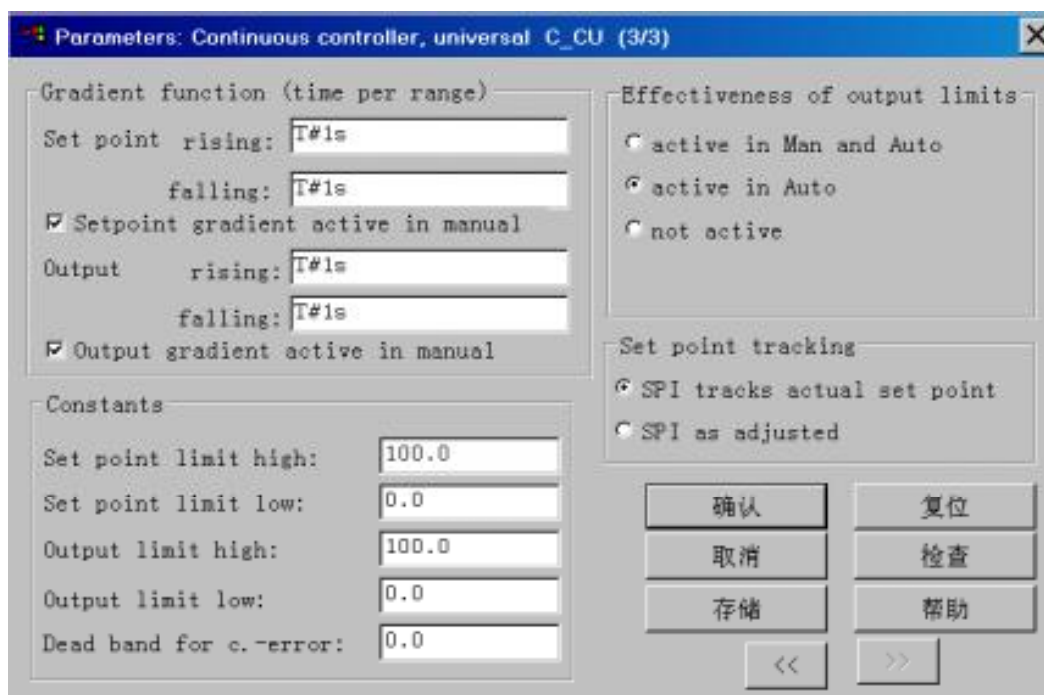 Parameters: Continuous controller, universal C_CU (3/3)
Gradient function (time per range)
Set point rising: T#1s
falling: T#1s
Setpoint gradient active in manual
Output rising: T#1s
falling: T#1s
Output gradient active in manual
Constants
Set point limit high: 100.0
Set point limit low: 0.0
Output limit high: 100.0
Output limit low: 0.0
Dead band for c.-error: 0.0
Effectiveness of output limits
active in Man and Auto
active in Auto
not active
Set point tracking
SPI tracks actual set point
SPI as adjusted
确认 复位
取消 检查
存储 帮助
<< >>